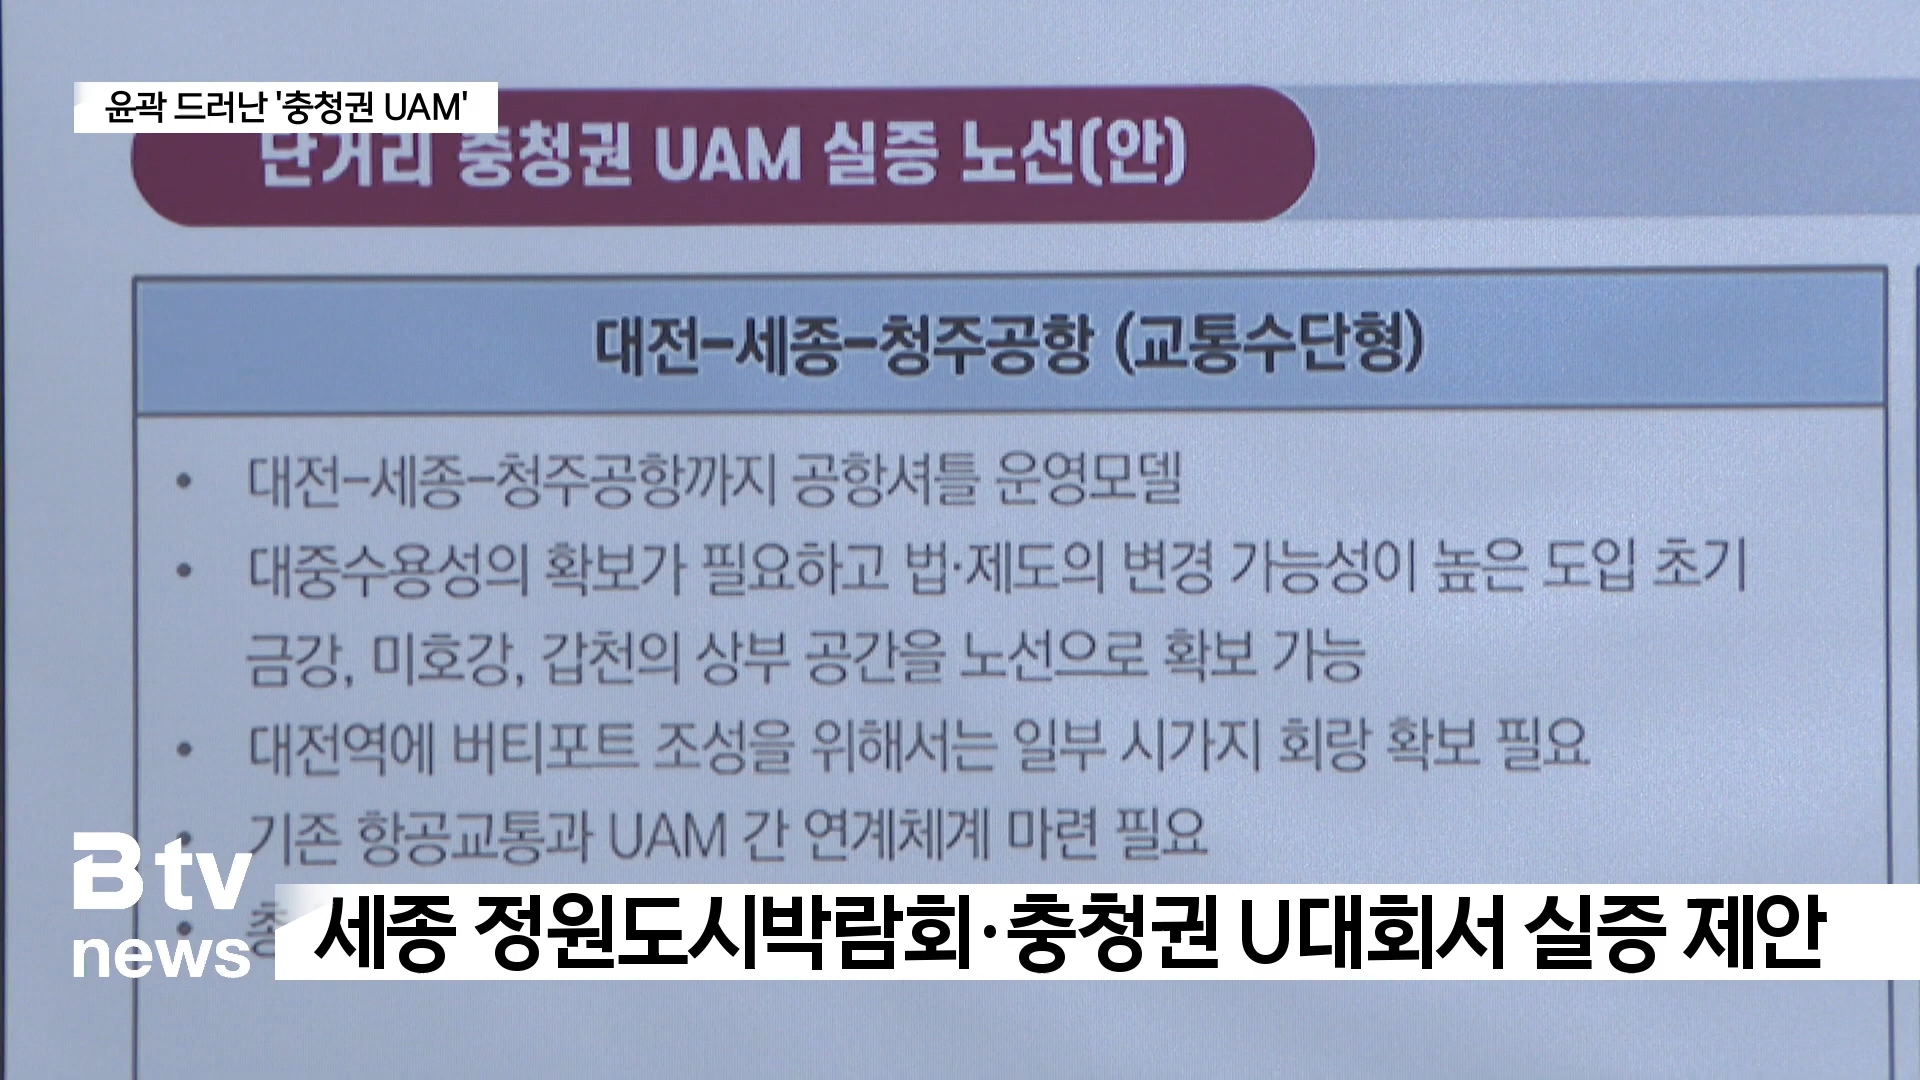 윤곽 드러난 '충청권 UAM'
단거리 충청권 UAM 실증 노선(안)
대전-세종-청주공항 (교통수단형)
• 대전-세종-청주공항까지 공항셔틀 운영모델
• 대중수용성의 확보가 필요하고 법·제도의 변경 가능성이 높은 도입 초기
금강, 미호강, 갑천의 상부 공간을 노선으로 확보 가능
• 대전역에 버티포트 조성을 위해서는 일부 시가지 회랑 확보 필요
• 기존 항공교통과 UAM 간 연계체계 마련 필요
B tv
news
세종 정원도시박람회·충청권 U대회서 실증 제안